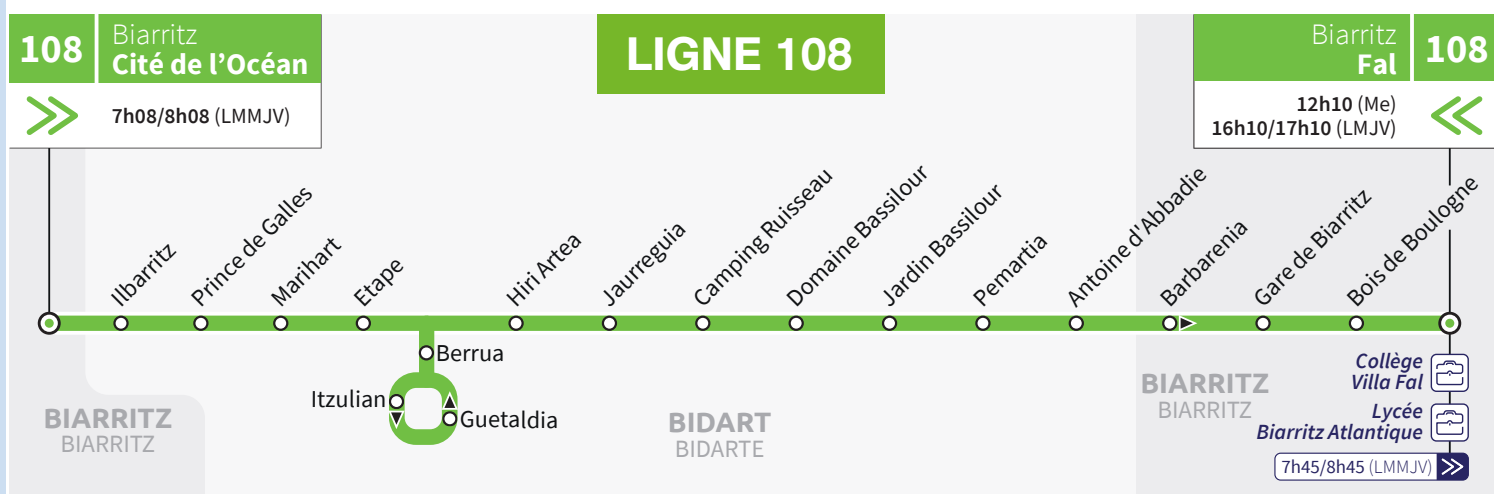 108
Biarritz
Cité de l'Océan
7h08/8h08 (LMMJV)
LIGNE 108
Biarritz
Fal
108
12h10 (Me)
16h10/17h10 (LMJV)
Ilbarritz
Prince de Galles
Marihart
Etape
Hiri Artea
Jaurreguia
Camping Ruisseau
Domaine Bassilour
Jardin Bassilour
Pemartia
Antoine d'Abbadie
Barbarenia
Gare de Biarritz
Bois de Boulogne
Berrua
Itzulian
Guetaldia
BIARRITZ
BIARRITZ
BIDART
BIDARTE
BIARRITZ
BIARRITZ
Collège
Villa Fal
Lycée
Biarritz Atlantique
7h45/8h45 (LMMJV)